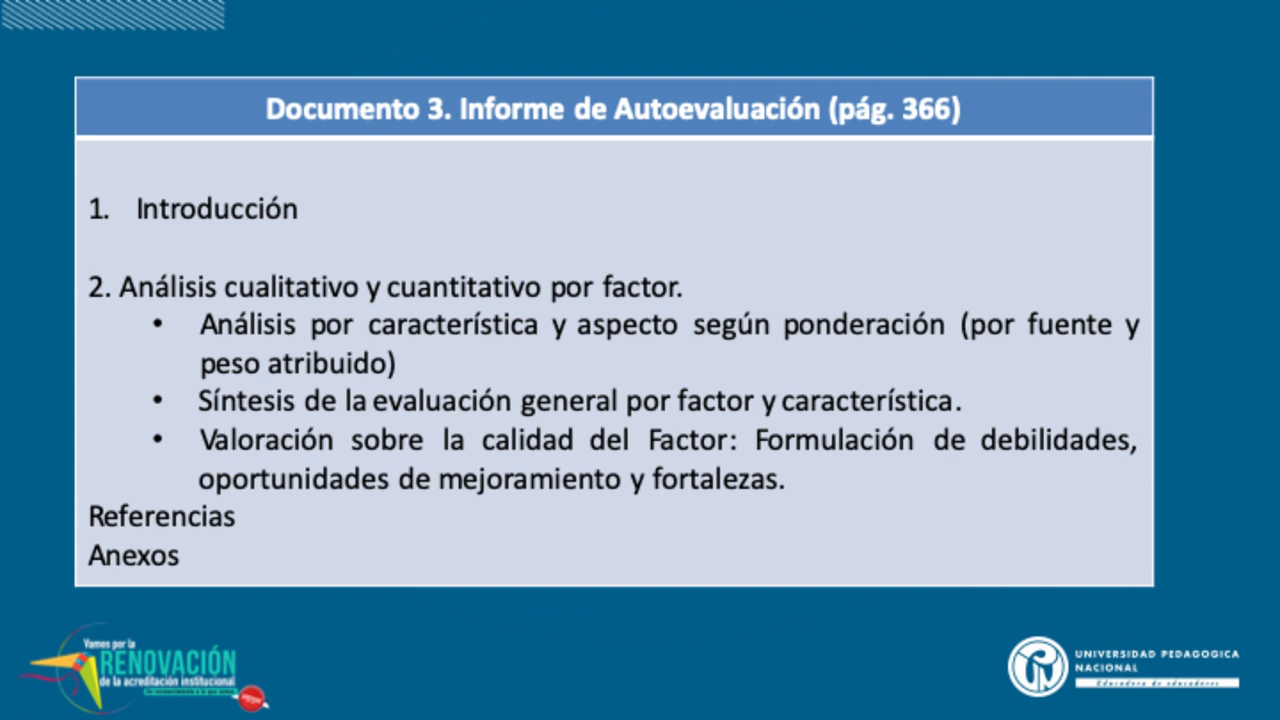 Documento 3. Informe de Autoevaluación (pág. 366)
1. Introducción
2. Análisis cualitativo y cuantitativo por factor.
• Análisis por característica y aspecto según ponderación (por fuente y
peso atribuido)
• Síntesis de la evaluación general por factor y característica.
• Valoración sobre la calidad del Factor: Formulación de debilidades,
oportunidades de mejoramiento y fortalezas.
Referencias
Anexos
Vamos por la
RENOVACIÓN
de la acreditación institucional
UNIVERSIDAD PEDAGOGICA
NACIONAL
Educadora de educadores